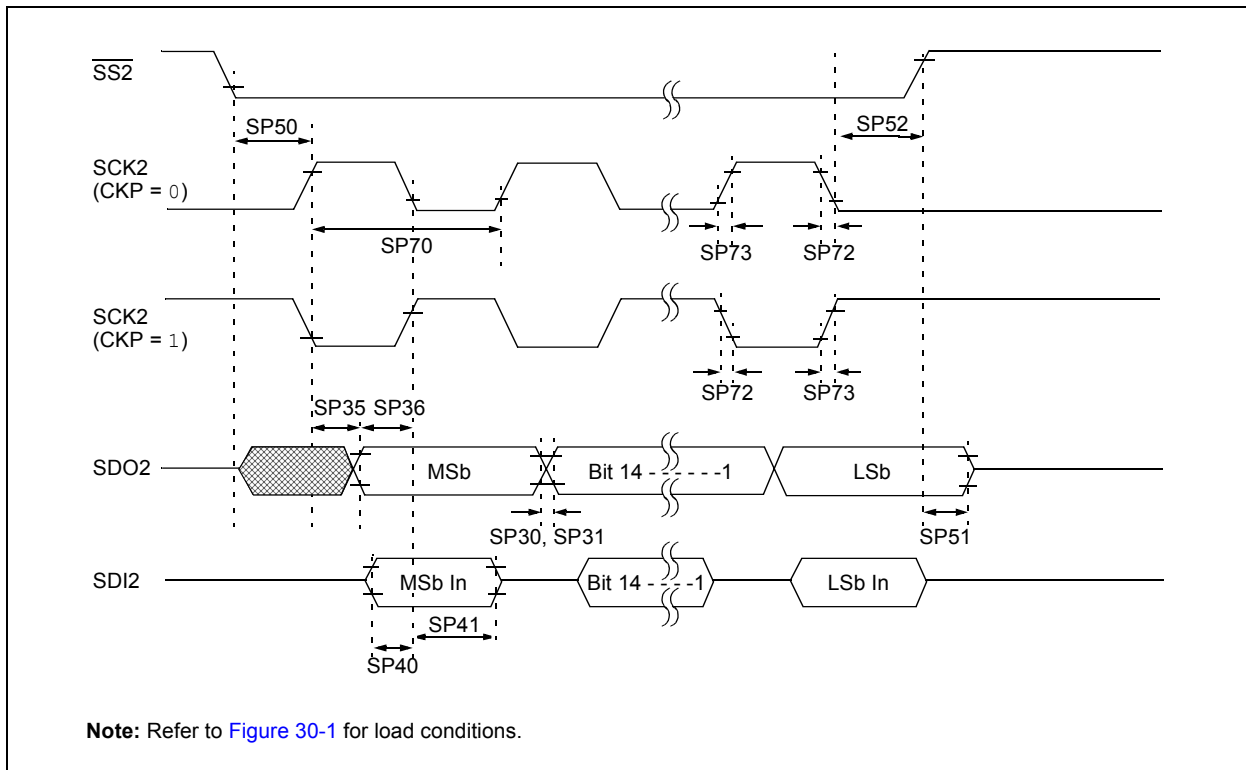 SS2
SP50
SP52
SCK2
(CKP = 0)
SP70
SP73
SP72
SCK2
(CKP = 1)
SP72
SP73
SP35
SP36
SDO2
MSb
Bit 14 - - - - - -1
LSb
SP30, SP31
SP51
SDI2
MSb In
Bit 14 - - - -1
LSb In
SP41
SP40
Note: Refer to Figure 30-1 for load conditions.